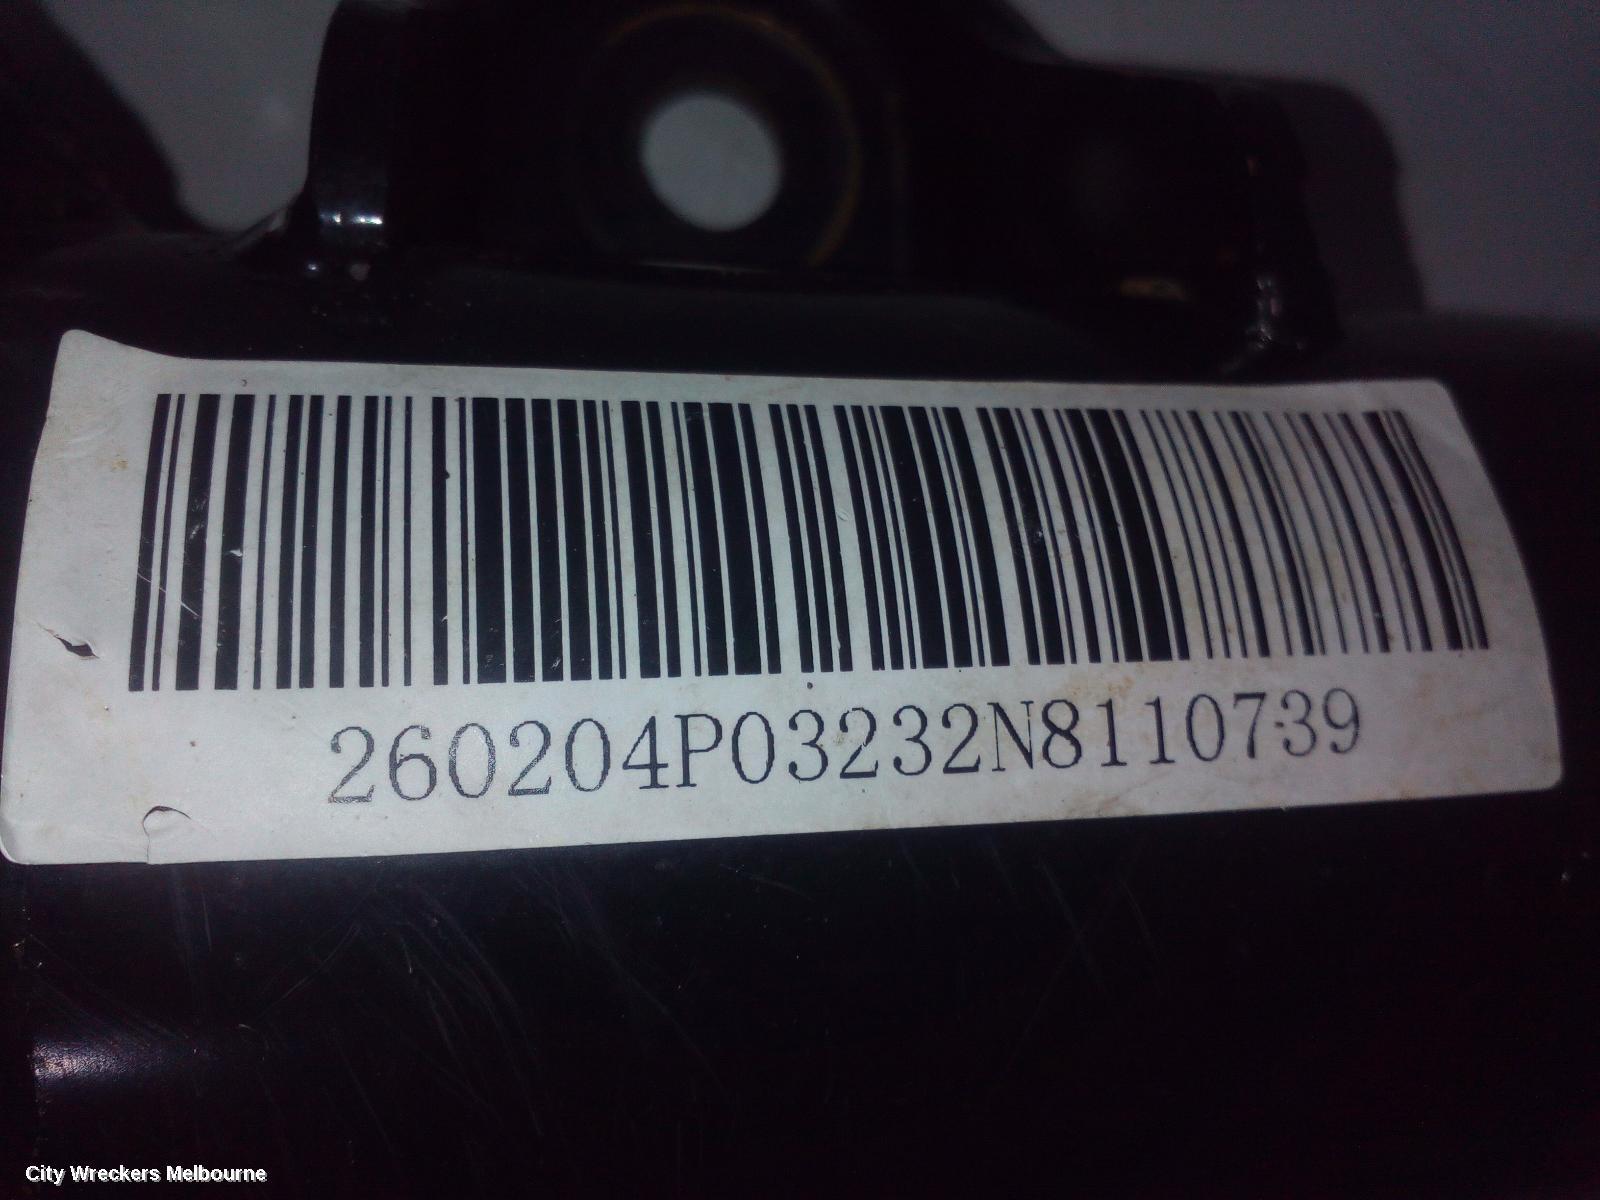 260204P03232N8110739
City Wreckers Melbourne